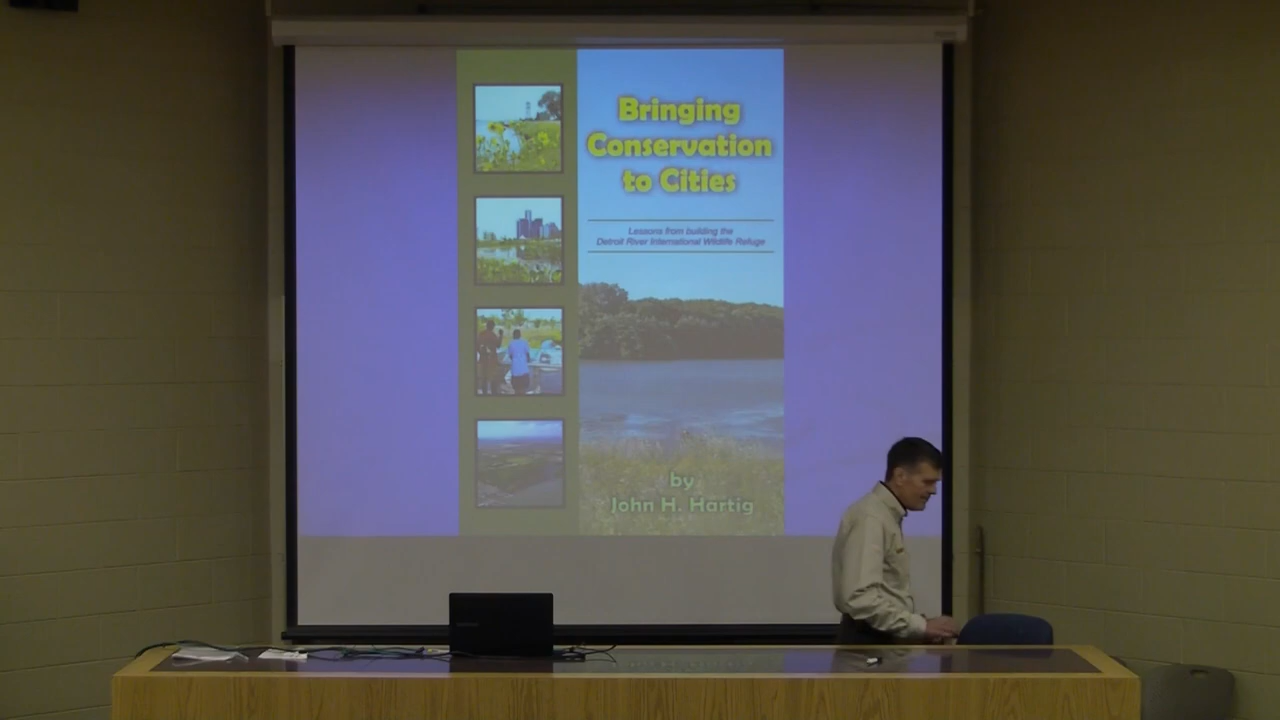 Bringing
Conservation
to Cities
Lessons from building the
Detroit River International Wildlife Refuge
by
John H. Hartig